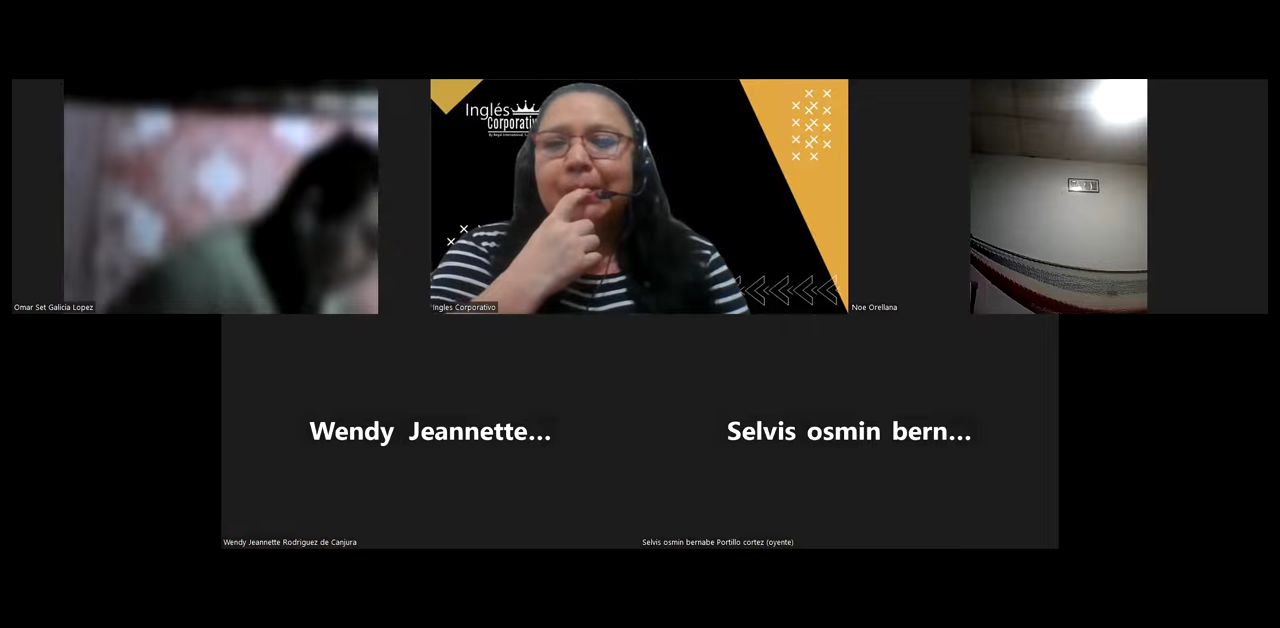 Inglés
Corporativ
Omar Set Galicia Lopez
Ingles Corporativo
Noe Orellana
Wendy Jeannette...
Selvis osmin bern...
Wendy Jeannette Rodriguez de Canjura
Selvis osmin bernabe Portillo cortez (oyente)